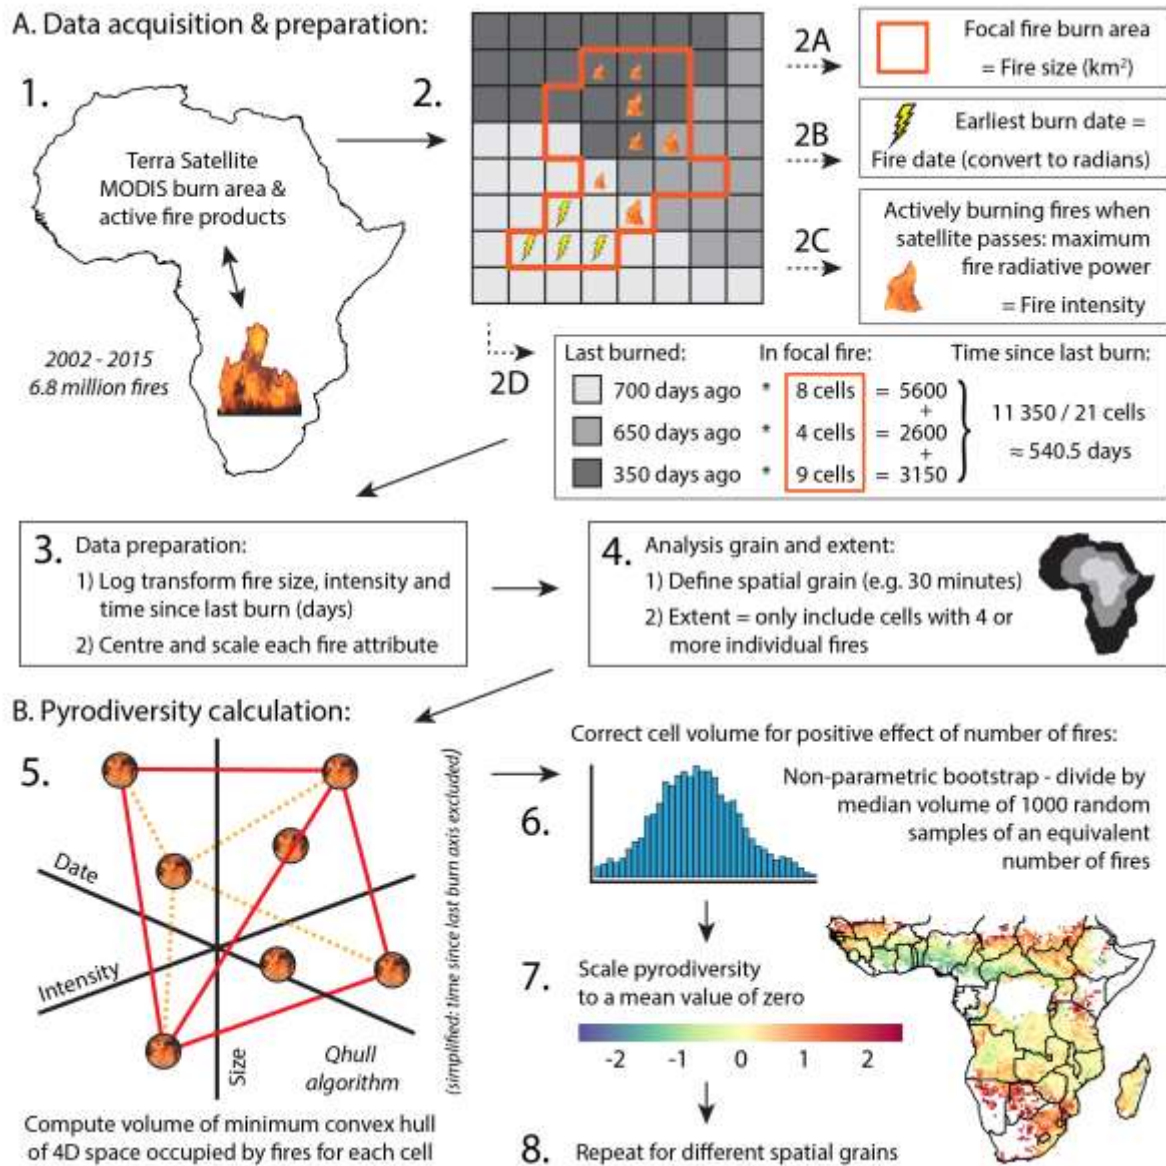 A. Data acquisition & preparation:
1.
Terra Satellite
MODIS burn area &
active fire products
2002 - 2015
6.8 million fires
2.
2A
Focal fire burn area
= Fire size (km²)
2B
Earliest burn date =
Fire date (convert to radians)
2C
Actively burning fires when
satellite passes: maximum
fire radiative power
= Fire intensity
2D
Last burned: In focal fire: Time since last burn:
700 days ago * 8 cells = 5600
+
650 days ago * 4 cells = 2600
+
350 days ago * 9 cells = 3150
11 350 / 21 cells
≈ 540.5 days
3. Data preparation:
1) Log transform fire size, intensity and
time since last burn (days)
2) Centre and scale each fire attribute
4. Analysis grain and extent:
1) Define spatial grain (e.g. 30 minutes)
2) Extent = only include cells with 4 or
more individual fires
B. Pyrodiversity calculation:
5.
Date
Intensity
Size
Qhull
algorithm
(simplified: time since last burn axis excluded)
Compute volume of minimum convex hull
of 4D space occupied by fires for each cell
Correct cell volume for positive effect of number of fires:
6.
Non-parametric bootstrap - divide by
median volume of 1000 random
samples of an equivalent
number of fires
7. Scale pyrodiversity
to a mean value of zero
-2 -1 0 1 2
8. Repeat for different spatial grains